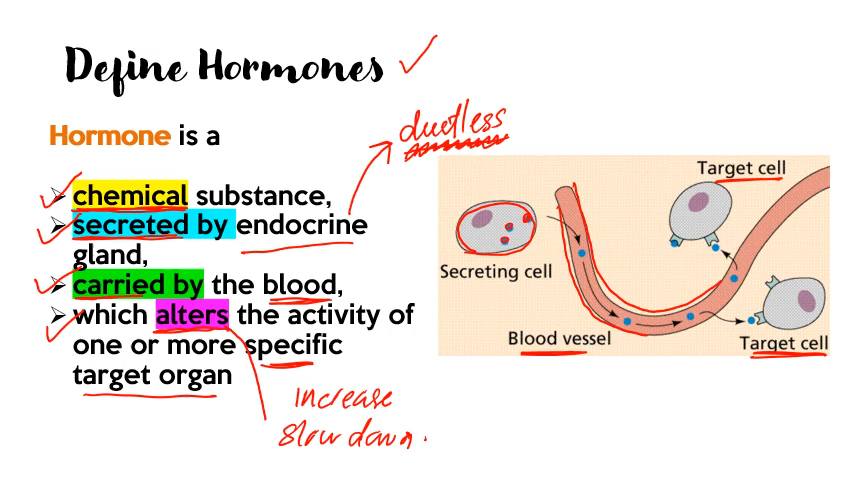 Define Hormones
ductless
Hormone is a
chemical substance,
secreted by endocrine
gland,
carried by the blood,
which alters the activity of
one or more specific
target organ
increase
slow down.
Target cell
Secreting cell
Blood vessel
Target cell